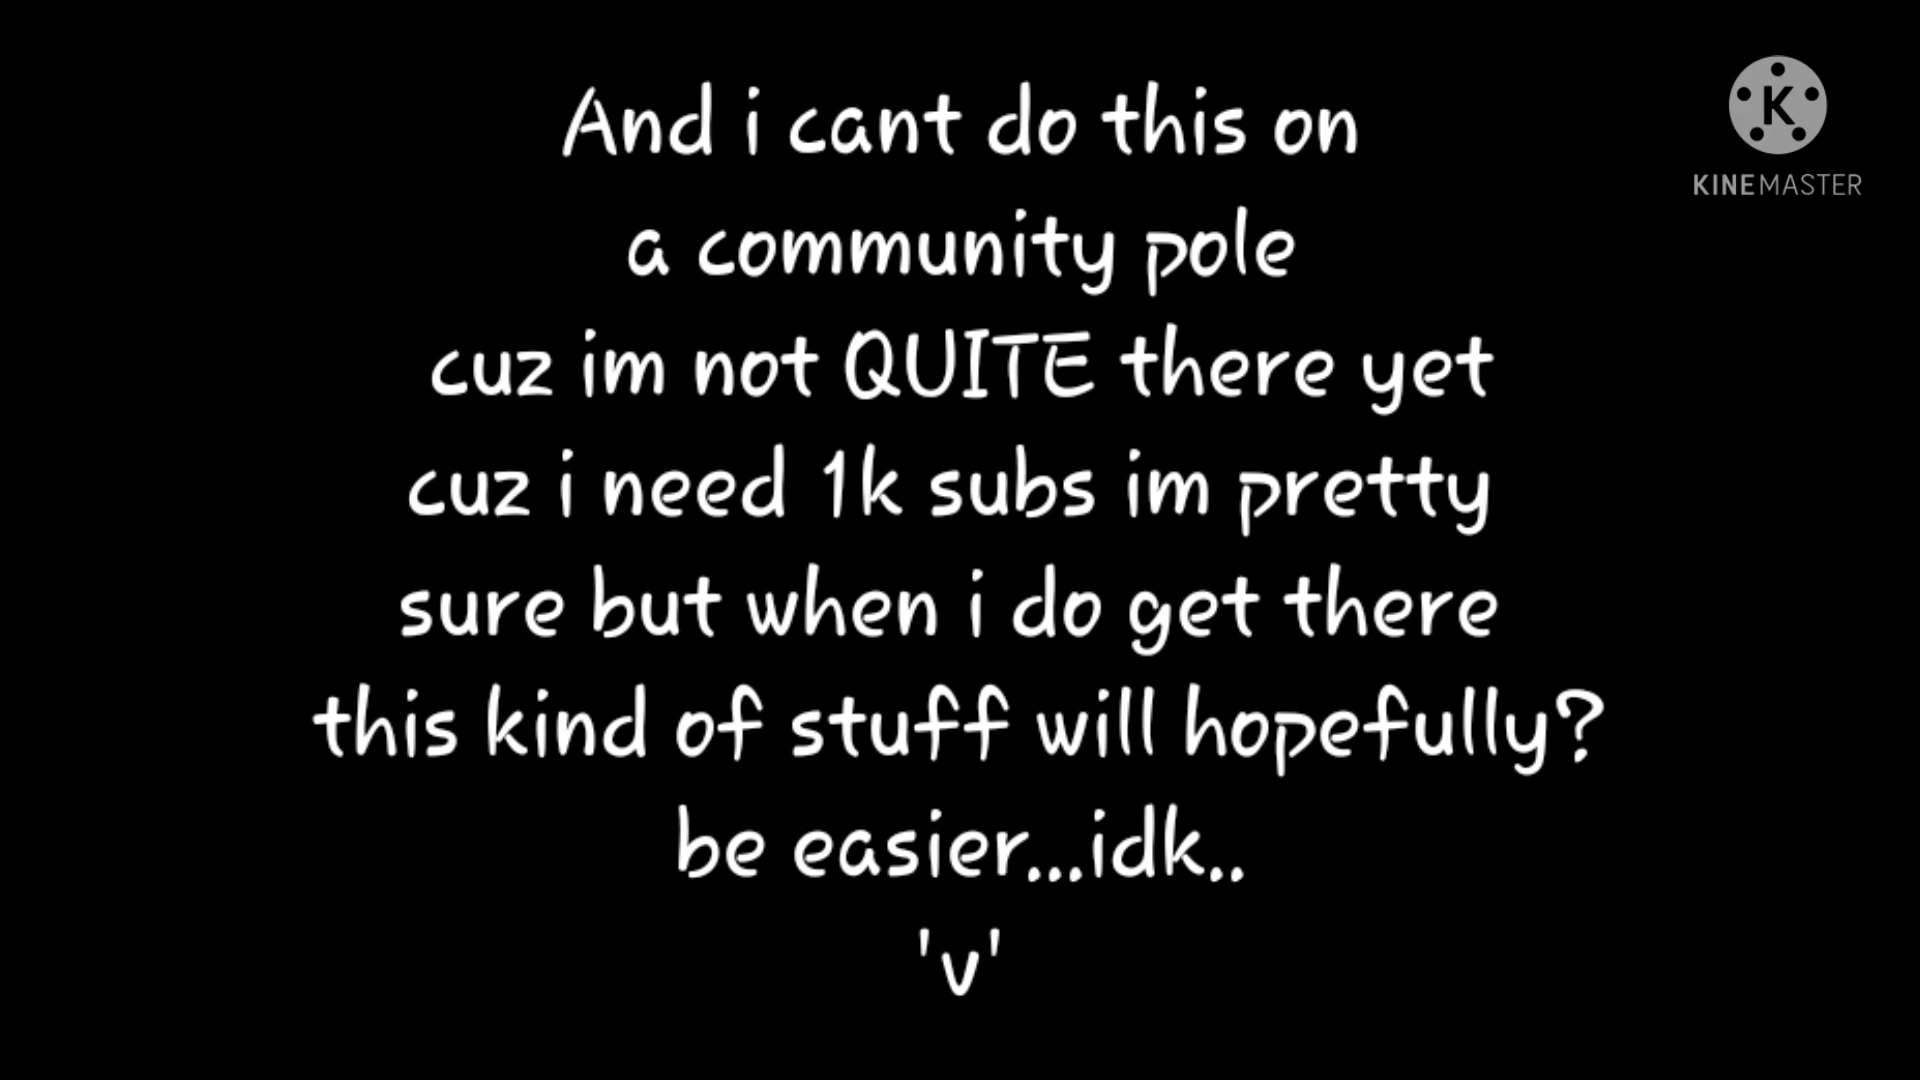 And i cant do this on
a community pole
cuz im not QUITE there yet
cuz i need 1k subs im pretty
sure but when i do get there
this kind of stuff will hopefully?
be easier...idk..
'v'
K
KINEMASTER